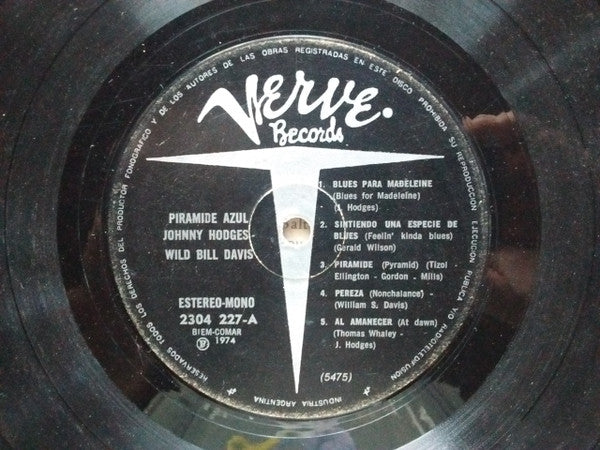 Verve.
Records
PIRAMIDE AZUL
JOHNNY HODGES-
WILD BILL DAVIS
ESTEREO-MONO
2304 227-A
BIEM-COMAR
Ⓟ 1974
1. BLUES PARA MADELEINE
(Blues for Madeleine)
Hodges)
2. SINTIENDO UNA ESPECIE DE
BLUES (Feelin' kinda blues)
(Gerald Wilson)
3. PIRAMIDE (Pyramid) (Tizol -
Ellington - Gordon - Mills)
4. PEREZA (Nonchalance) -
(William S. Davis)
5. AL AMANECER (At dawn)
(Thomas Whaley -
J. Hodges)
(5475)
RESERVADOS TODOS LOS DERECHOS DEL PRODUCTOR FONOGRAFICO Y DE LOS AUTORES DE LAS OBRAS REGISTRADAS EN ESTE DISCO PROHIBIDA SU REPRODUCCION EJECUCION PUBLICA Y/O RADIOTELEDIFUSION
INDUSTRIA ARGENTINA